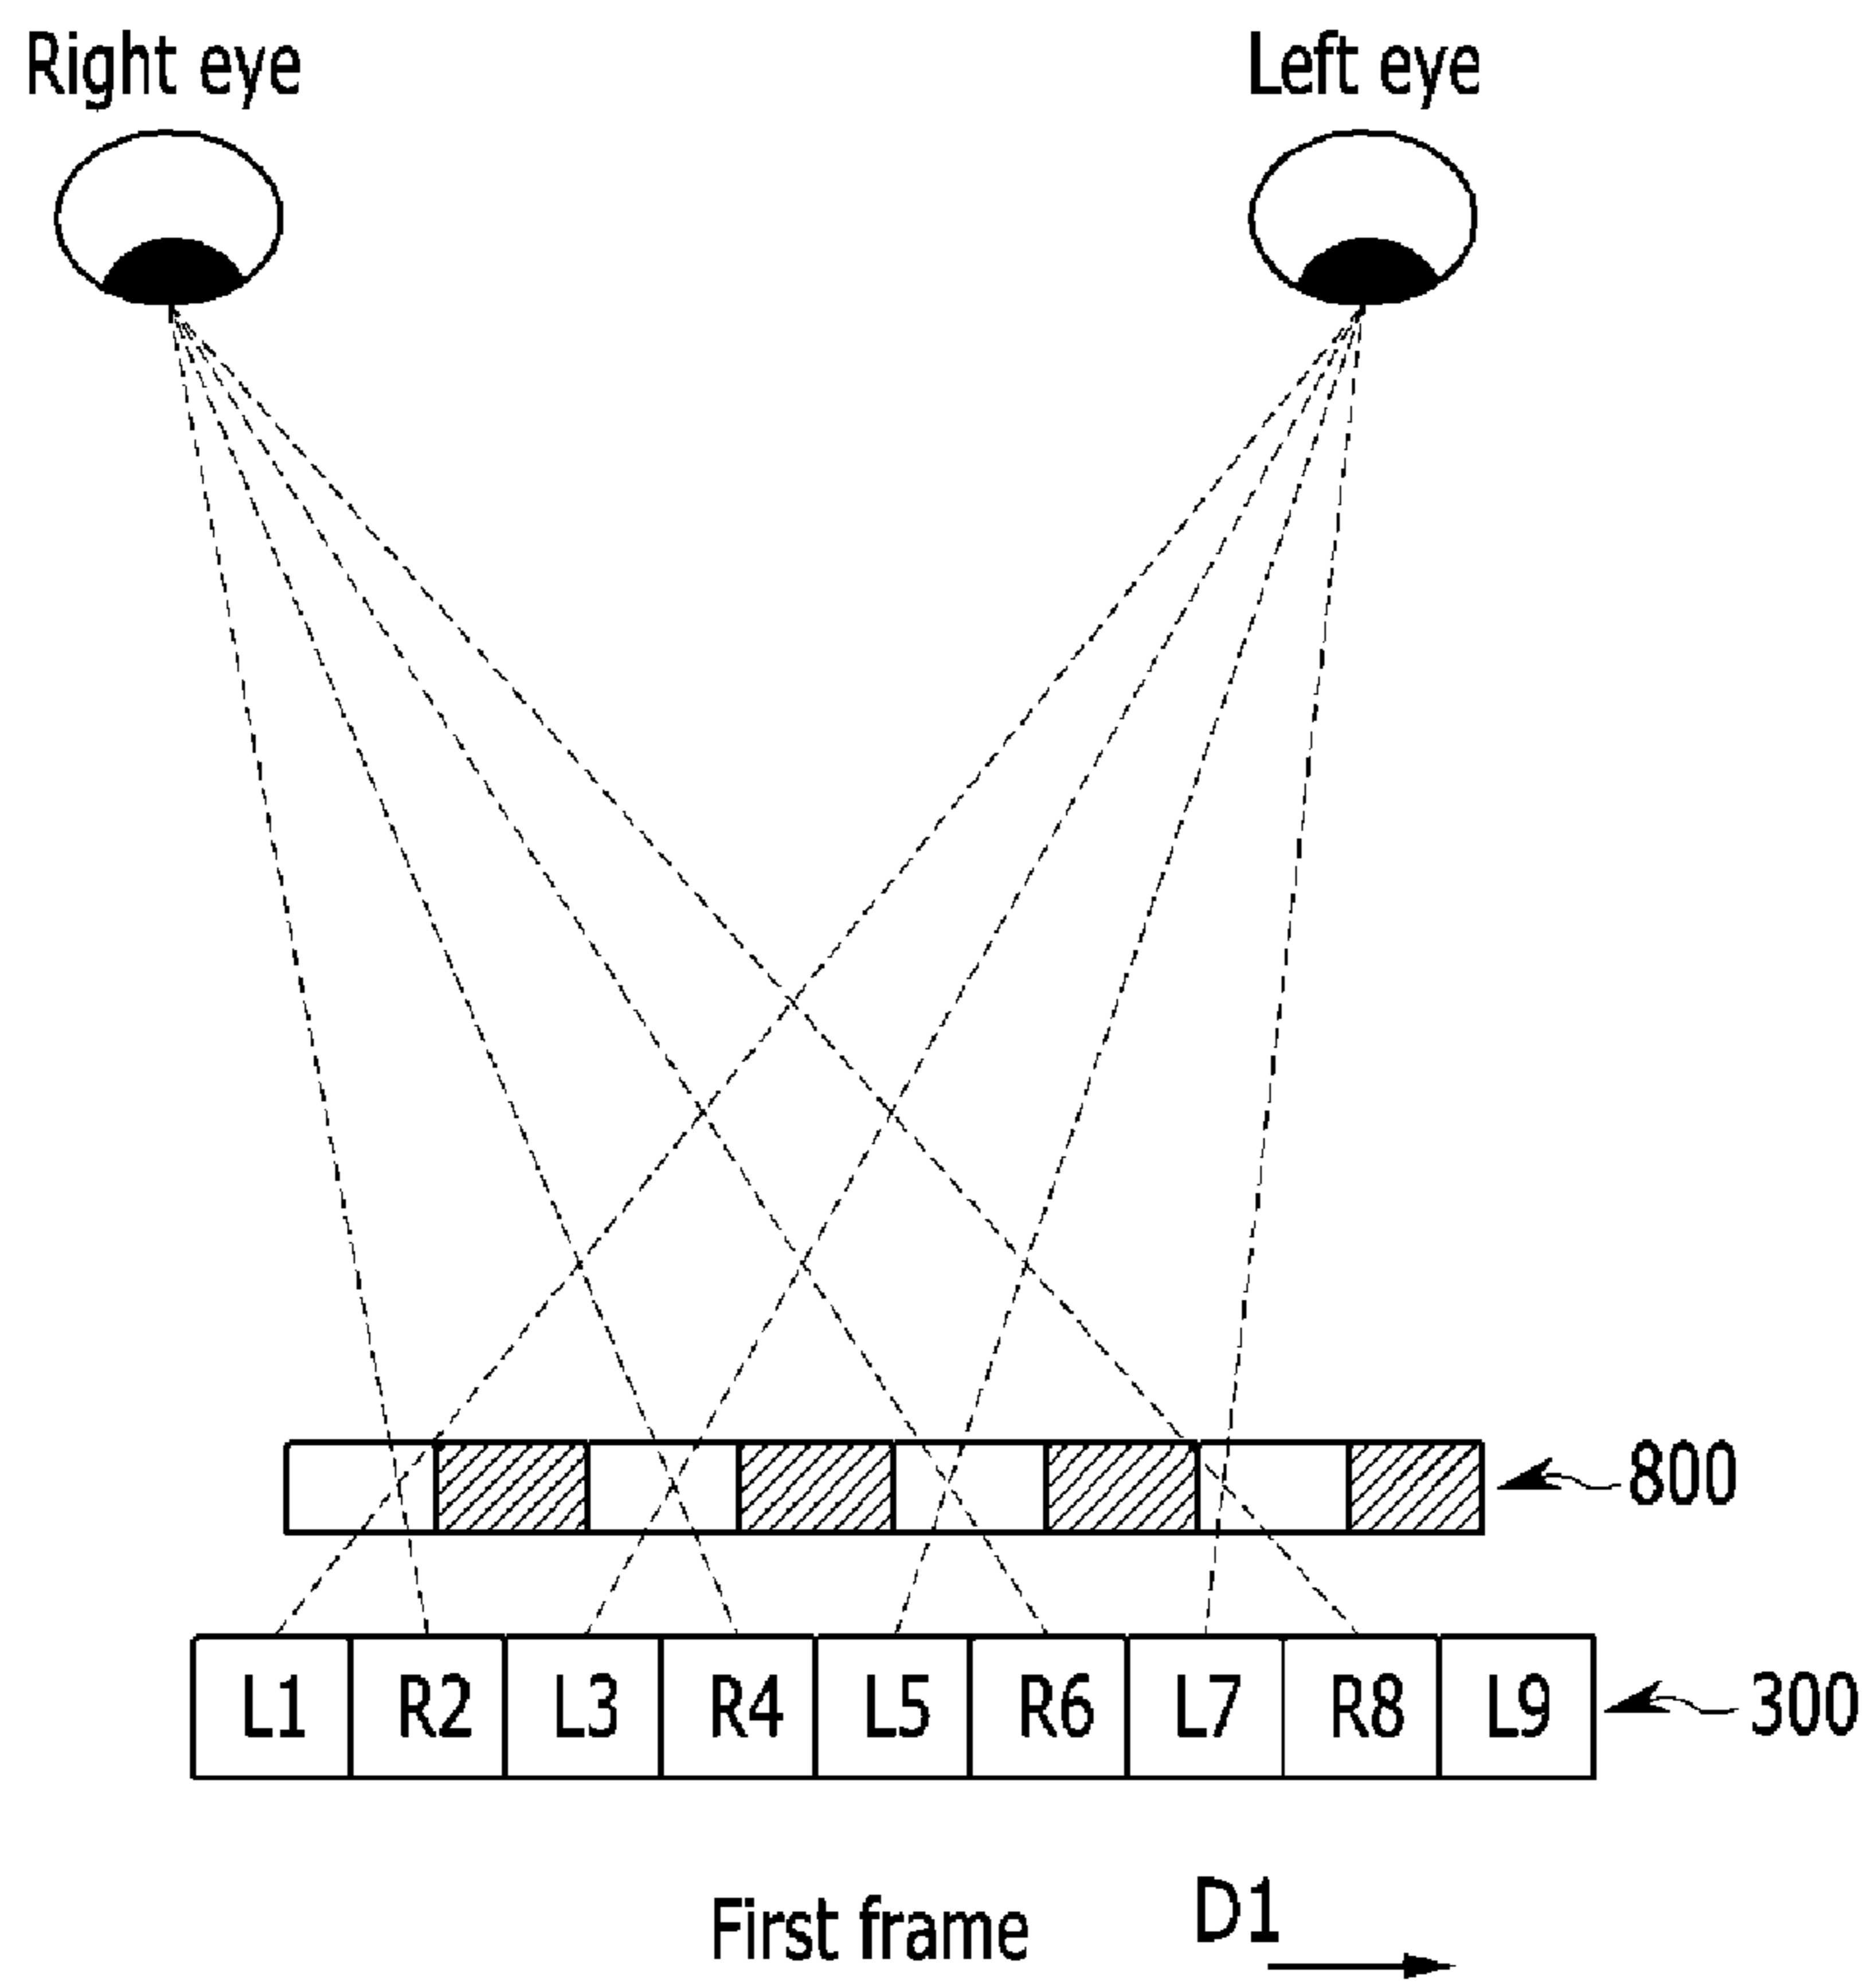 Right eye
Left eye
800
L1 R2 L3 R4 L5 R6 L7 R8 L9
300
First frame
D1